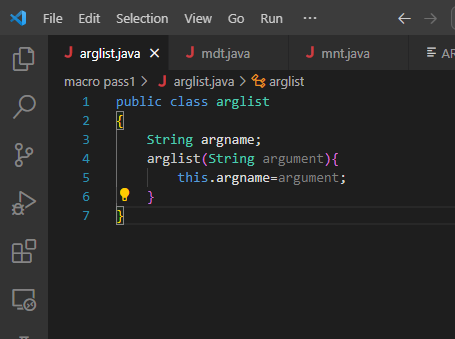 File Edit Selection View Go Run ···
J arglist.java × J mdt.java J mnt.java AR
macro pass1 > J arglist.java > arglist
1 public class arglist
2 {
3     String argname;
4     arglist(String argument){
5         this.argname=argument;
6     }
7 }